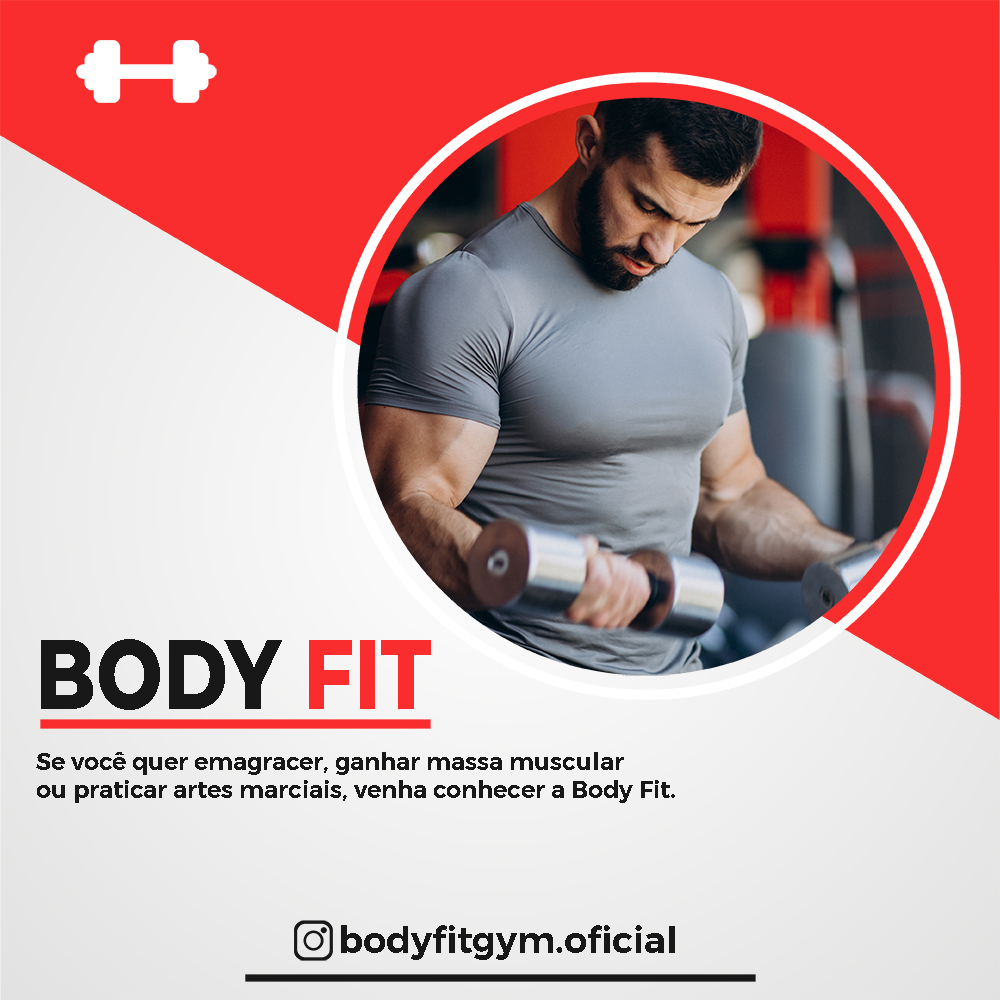 BODY FIT
Se você quer emagracer, ganhar massa muscular
ou praticar artes marciais, venha conhecer a Body Fit.
bodyfitgym.oficial